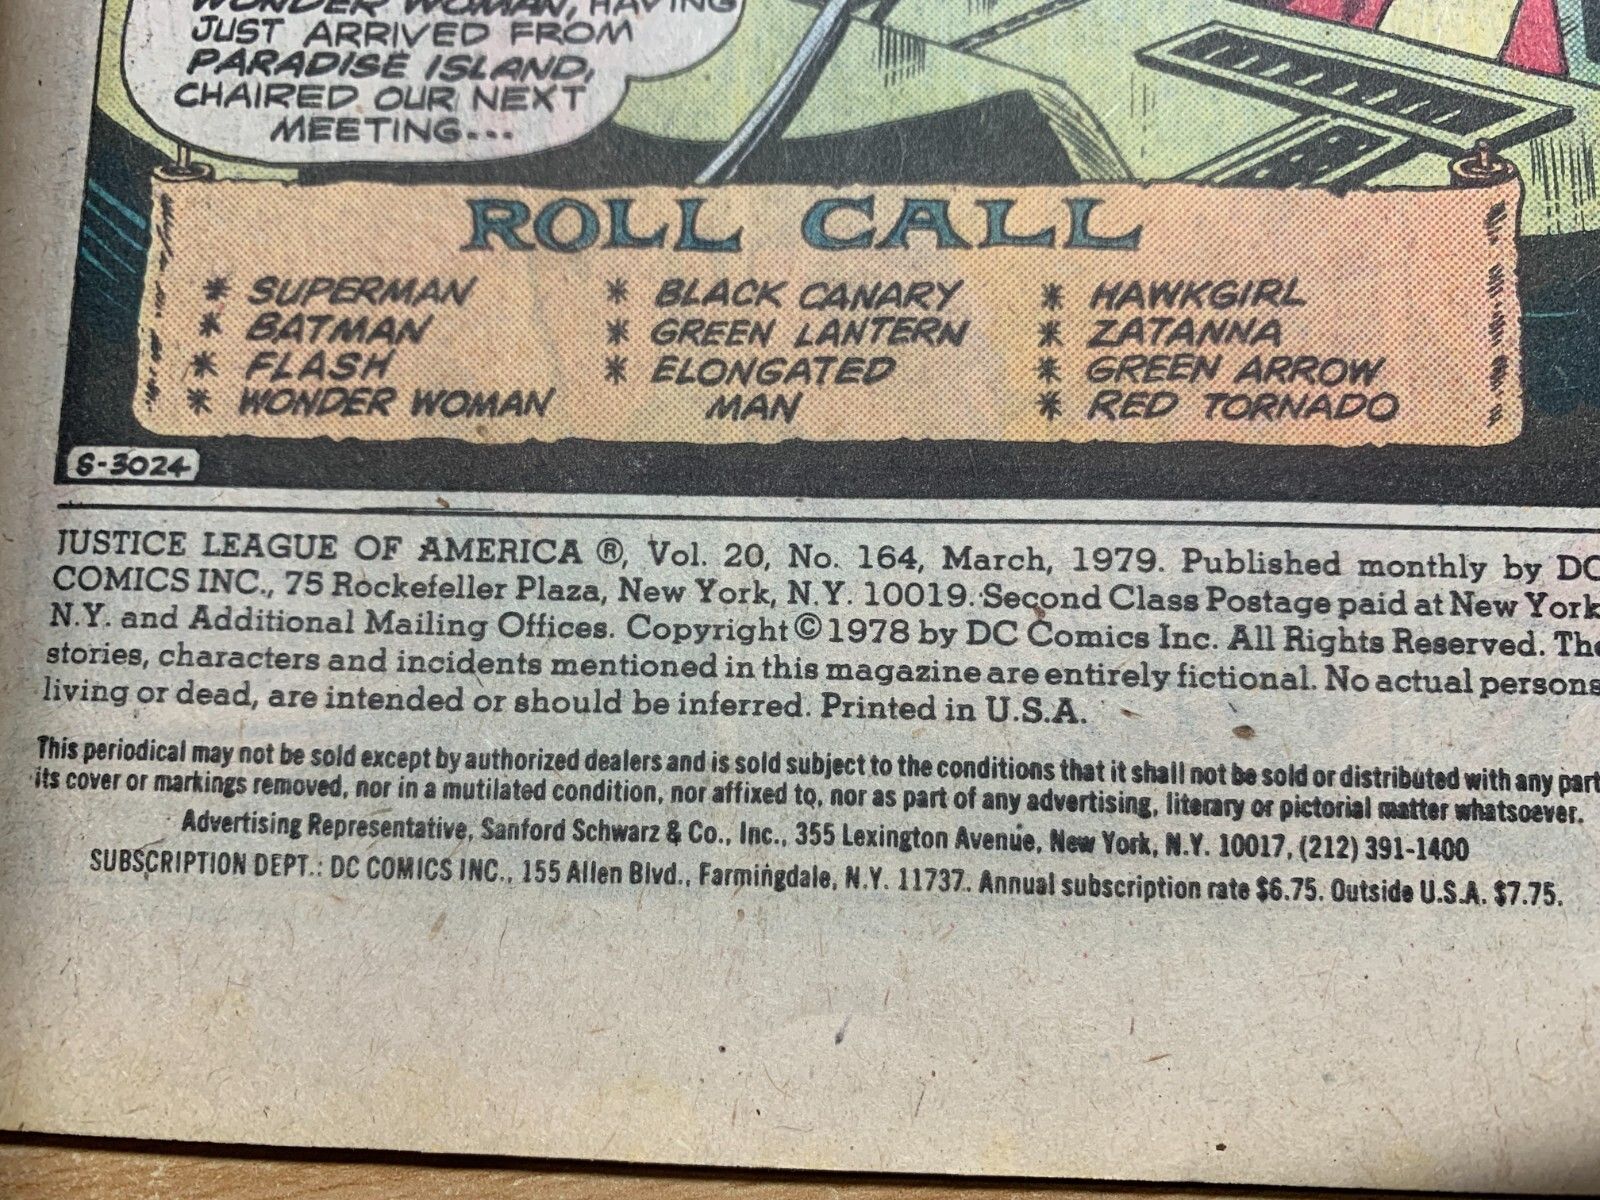 WONDER WOMAN, HAVING
JUST ARRIVED FROM
PARADISE ISLAND,
CHAIRED OUR NEXT
MEETING...
ROLL CALL
* SUPERMAN
* BATMAN
* FLASH
* WONDER WOMAN
* BLACK CANARY
* GREEN LANTERN
* ELONGATED
MAN
* HAWKGIRL
* ZATANNA
* GREEN ARROW
* RED TORNADO
S-3024
JUSTICE LEAGUE OF AMERICA ®, Vol. 20, No. 164, March, 1979. Published monthly by DC
COMICS INC., 75 Rockefeller Plaza, New York, N.Y. 10019. Second Class Postage paid at New York
N.Y. and Additional Mailing Offices. Copyright © 1978 by DC Comics Inc. All Rights Reserved. The
stories, characters and incidents mentioned in this magazine are entirely fictional. No actual persons
living or dead, are intended or should be inferred. Printed in U.S.A.
This periodical may not be sold except by authorized dealers and is sold subject to the conditions that it shall not be sold or distributed with any part
its cover or markings removed, nor in a mutilated condition, nor affixed to, nor as part of any advertising, literary or pictorial matter whatsoever.
Advertising Representative, Sanford Schwarz & Co., Inc., 355 Lexington Avenue, New York, N.Y. 10017, (212) 391-1400
SUBSCRIPTION DEPT.: DC COMICS INC., 155 Allen Blvd., Farmingdale, N.Y. 11737. Annual subscription rate $6.75. Outside U.S.A. $7.75.